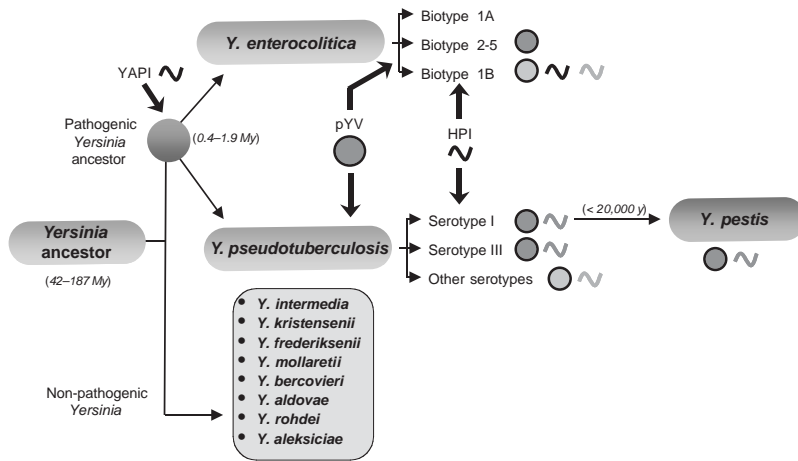 Biotype 1A
Y. enterocolitica
Biotype 2-5
Biotype 1B
YAPI
Pathogenic
Yersinia
ancestor
(0.4–1.9 My)
pYV
HPI
Yersinia
ancestor
(42–187 My)
Y. pseudotuberculosis
Serotype I
Serotype III
Other serotypes
(< 20,000 y)
Y. pestis
Non-pathogenic
Yersinia
• Y. intermedia
• Y. kristensenii
• Y. frederiksenii
• Y. mollaretii
• Y. bercovieri
• Y. aldovae
• Y. rohdei
• Y. aleksiciae